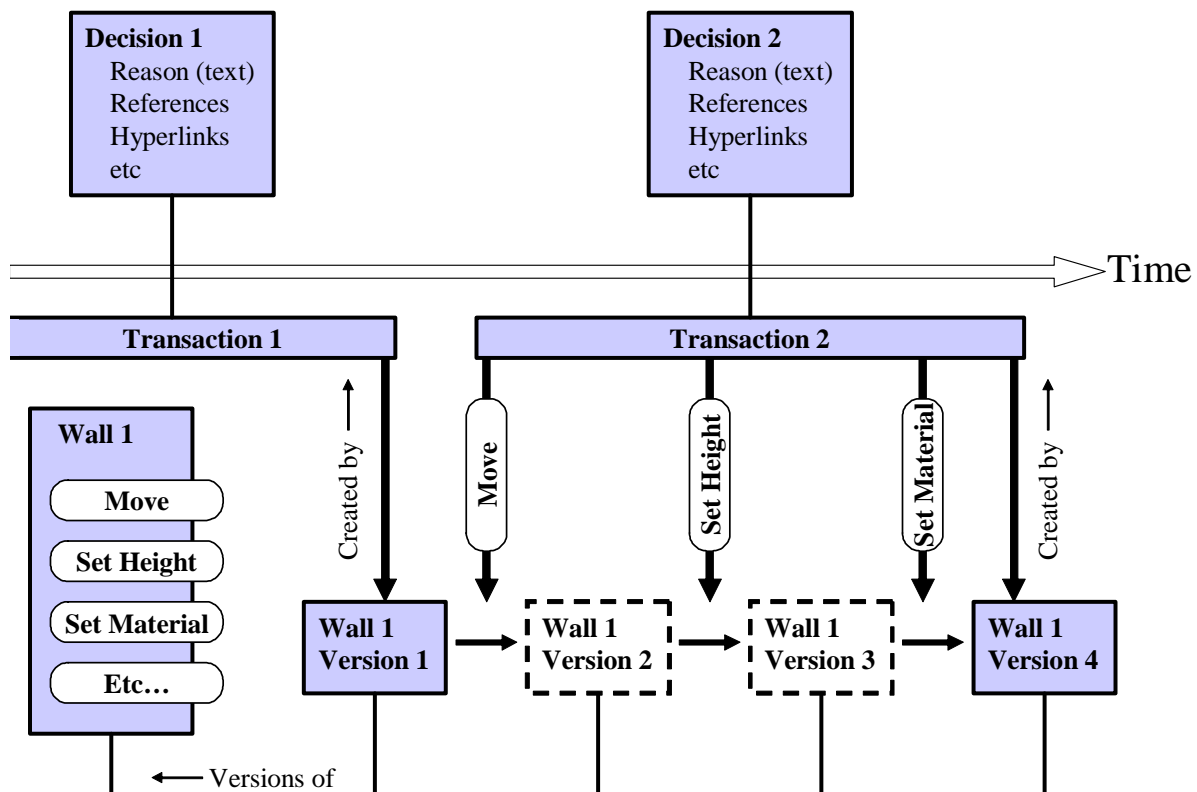 Decision 1
Reason (text)
References
Hyperlinks
etc
Decision 2
Reason (text)
References
Hyperlinks
etc
Time
Transaction 1
Transaction 2
Wall 1
Move
Set Height
Set Material
Etc…
Created by
Move
Set Height
Set Material
Created by
Wall 1
Version 1
Wall 1
Version 2
Wall 1
Version 3
Wall 1
Version 4
Versions of